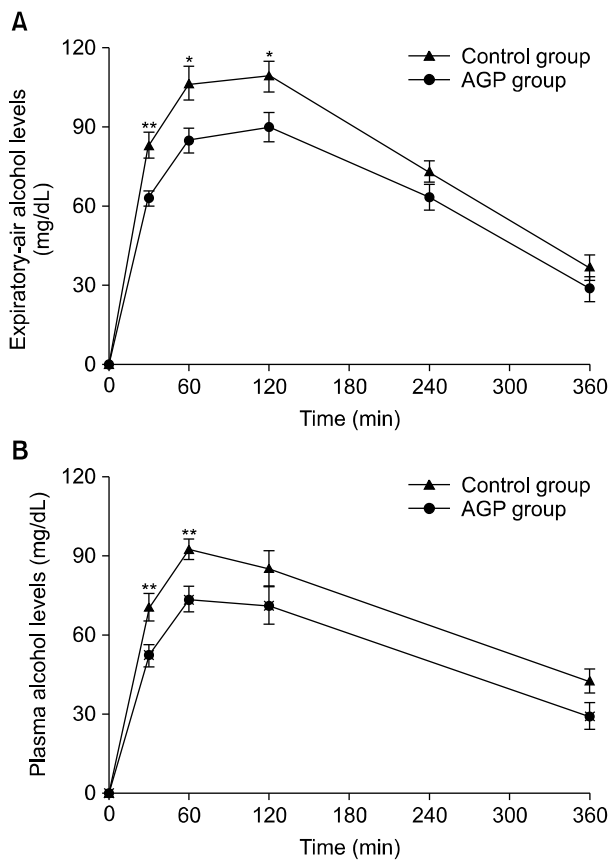 A
Expiratory-air alcohol levels
(mg/dL)
120
90
60
30
0
** * *
Control group
AGP group
0 60 120 180 240 300 360
Time (min)
B
Plasma alcohol levels (mg/dL)
120
90
60
30
0
** **
Control group
AGP group
0 60 120 180 240 300 360
Time (min)